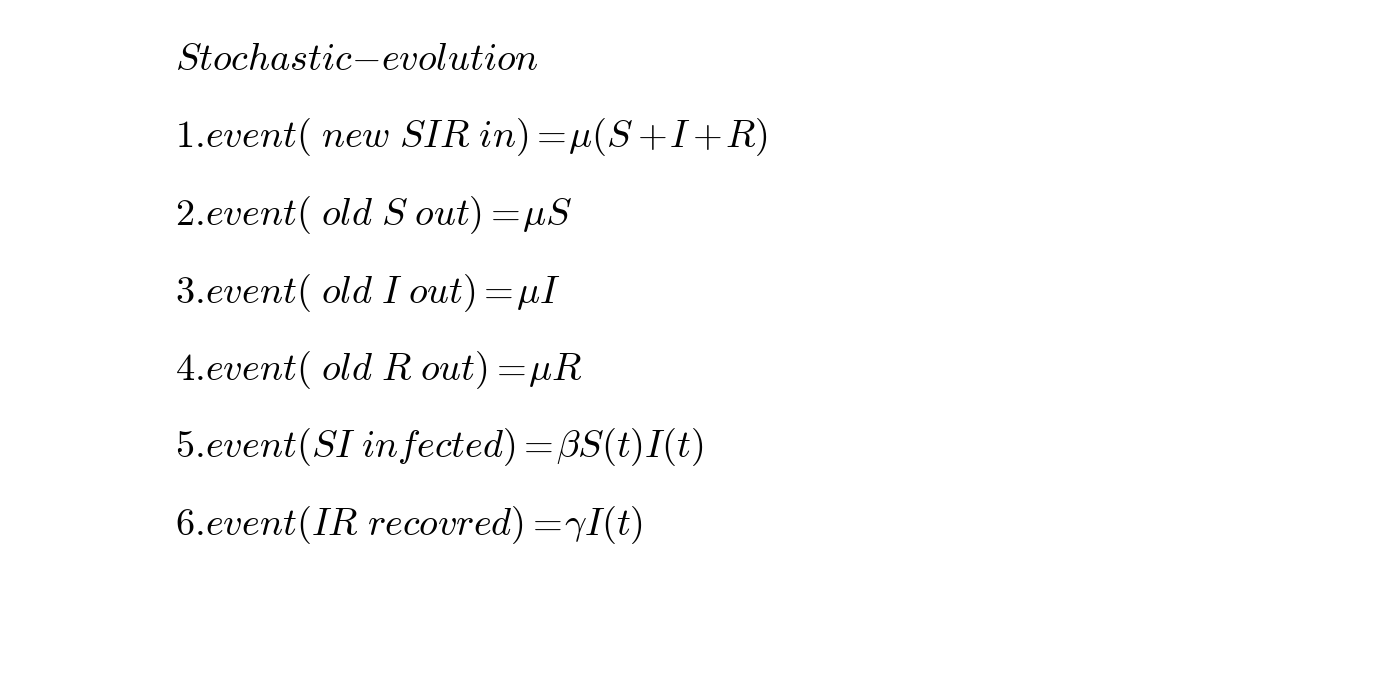 Stochastic−evolution
1.event( new SIR in) = μ(S + I + R)
2.event( old S out) = μS
3.event( old I out) = μI
4.event( old R out) = μR
5.event(SI infected) = βS(t)I(t)
6.event(IR recovred) = γI(t)